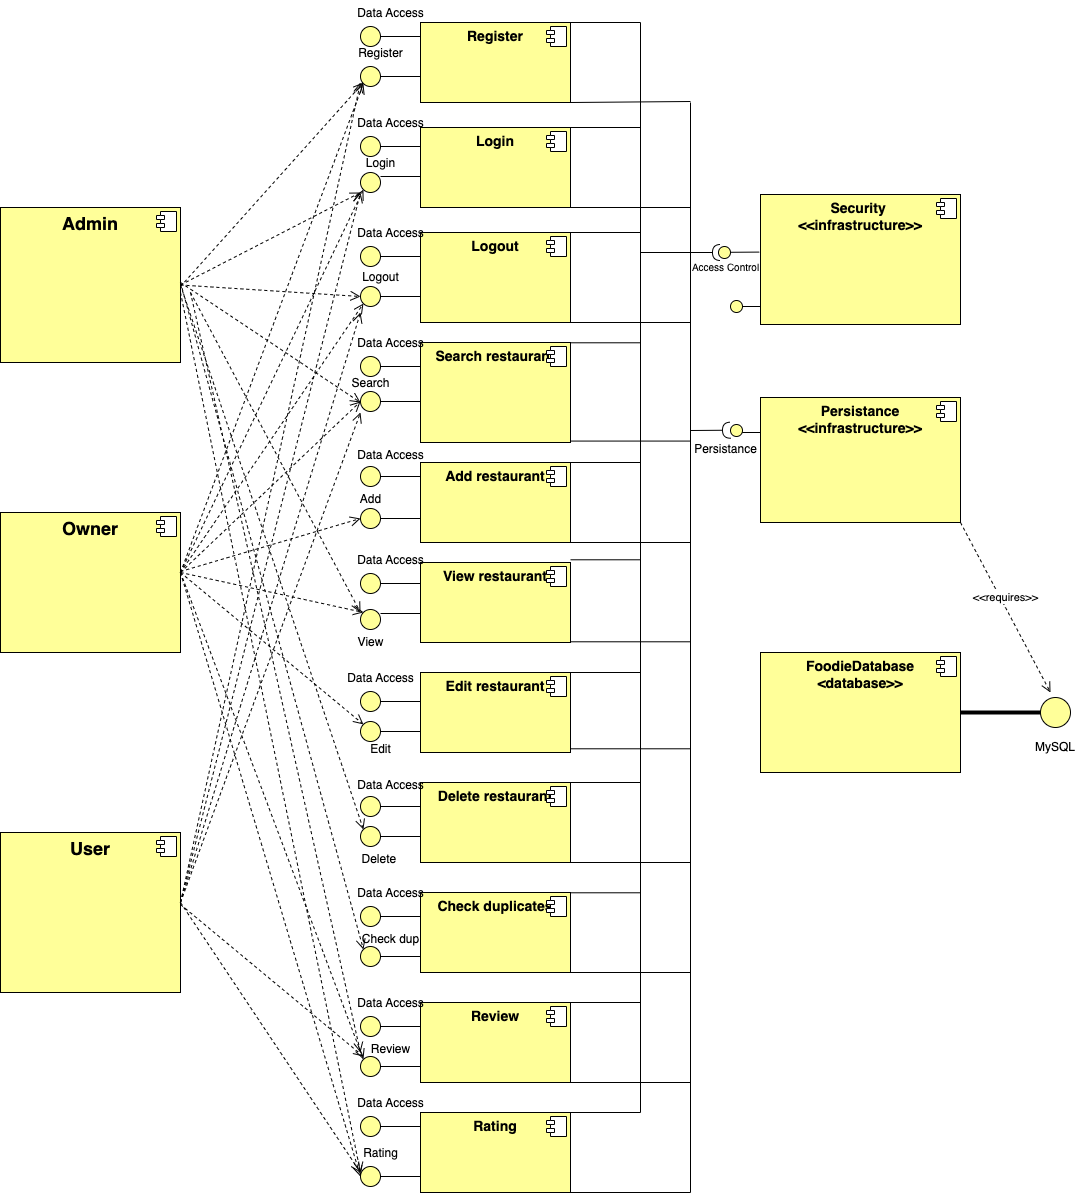 Data Access
Register
Register
Data Access
Login
Login
Data Access
Logout
Logout
Data Access
Search restaurant
Search
Data Access
Add restaurant
Add
Data Access
View restaurant
View
Data Access
Edit restaurant
Edit
Data Access
Delete restaurant
Delete
Data Access
Check duplicates
Check dup
Data Access
Review
Review
Data Access
Rating
Rating
Admin
Owner
User
Security
<<infrastructure>>
Access Control
Persistance
<<infrastructure>>
Persistance
<<requires>>
FoodieDatabase
<database>>
MySQL